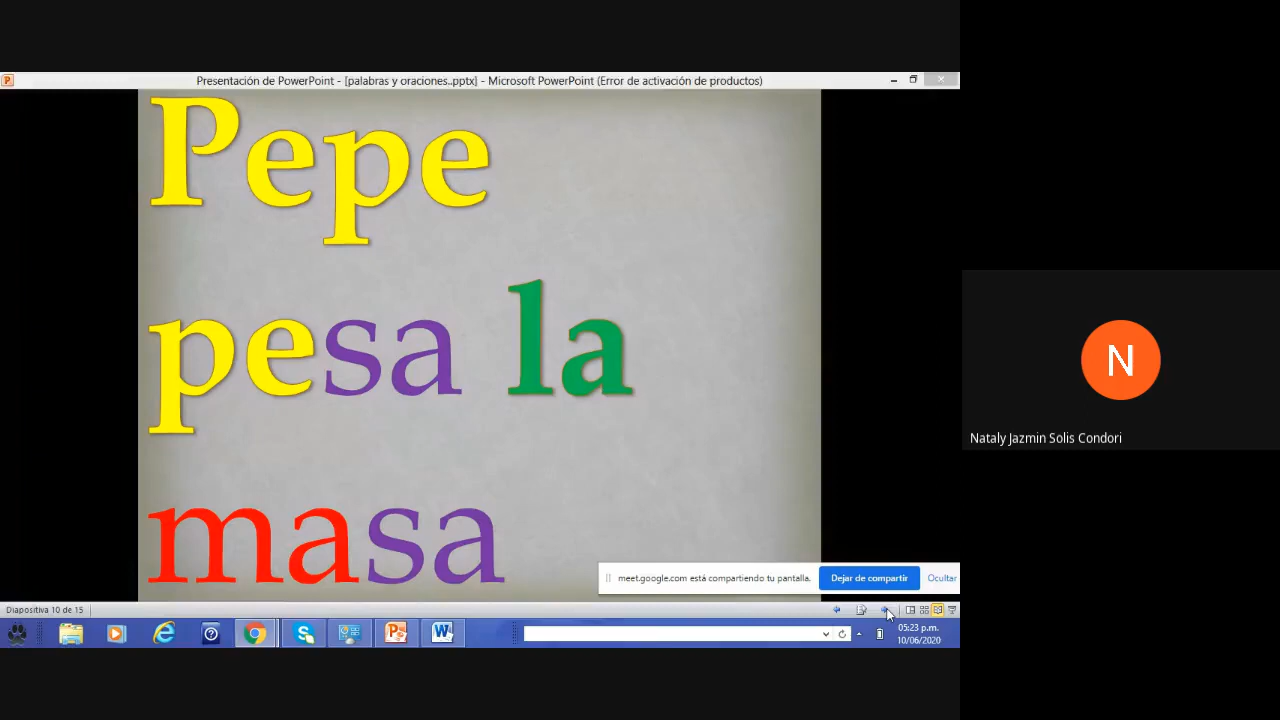 Presentación de PowerPoint - [palabras y oraciones..pptx] - Microsoft PowerPoint (Error de activación de productos)
Pepe
pesa la
masa
N
Nataly Jazmin Solis Condori
meet.google.com está compartiendo tu pantalla.
Dejar de compartir
Ocultar
Diapositiva 10 de 15
05:23 p.m.
10/06/2020